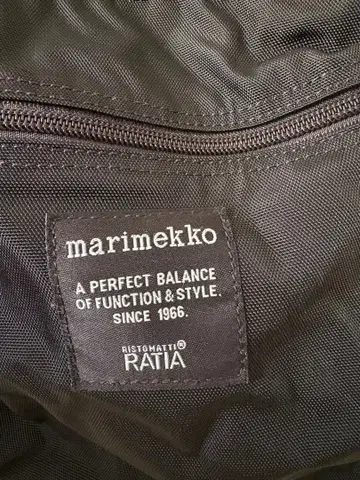 marimekko
A PERFECT BALANCE
OF FUNCTION & STYLE.
SINCE 1966.
RISTOMATTI®
RATIA